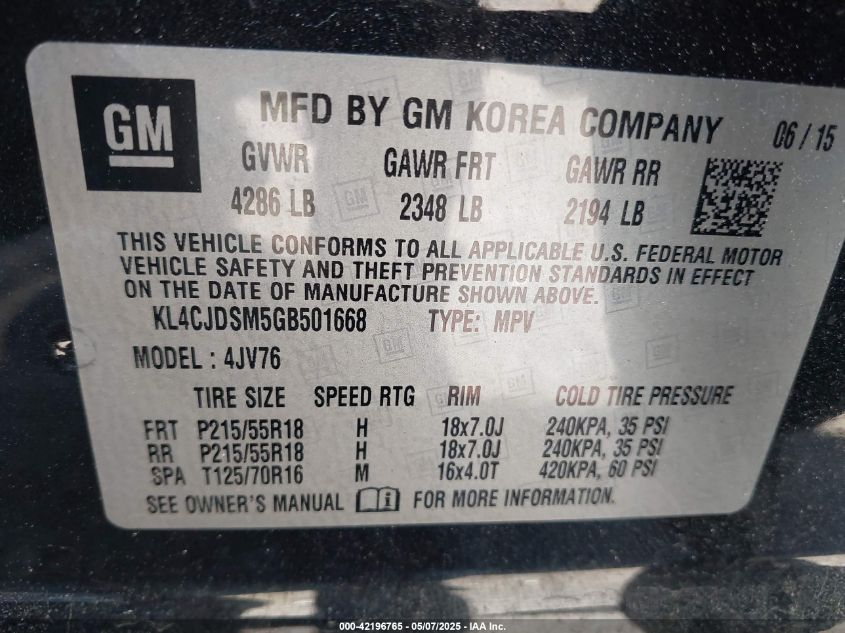 GM
MFD BY GM KOREA COMPANY 06 / 15
GVWR GAWR FRT GAWR RR
4286 LB 2348 LB 2194 LB
THIS VEHICLE CONFORMS TO ALL APPLICABLE U.S. FEDERAL MOTOR
VEHICLE SAFETY AND THEFT PREVENTION STANDARDS IN EFFECT
ON THE DATE OF MANUFACTURE SHOWN ABOVE.
KL4CJDSM5GB501668 TYPE: MPV
MODEL : 4JV76
TIRE SIZE SPEED RTG RIM COLD TIRE PRESSURE
FRT P215/55R18 H 18x7.0J 240KPA, 35 PSI
RR P215/55R18 H 18x7.0J 240KPA, 35 PSI
SPA T125/70R16 M 16x4.0T 420KPA, 60 PSI
SEE OWNER'S MANUAL i FOR MORE INFORMATION.
000-42196765 - 05/07/2025 - IAA Inc.